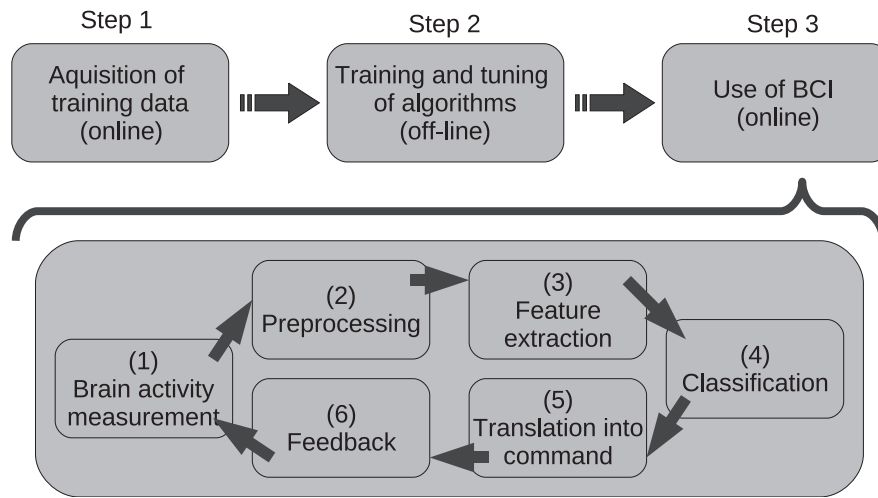 Step 1
Aquisition of
training data
(online)
Step 2
Training and tuning
of algorithms
(off-line)
Step 3
Use of BCI
(online)
(1)
Brain activity
measurement
(2)
Preprocessing
(3)
Feature
extraction
(4)
Classification
(5)
Translation into
command
(6)
Feedback